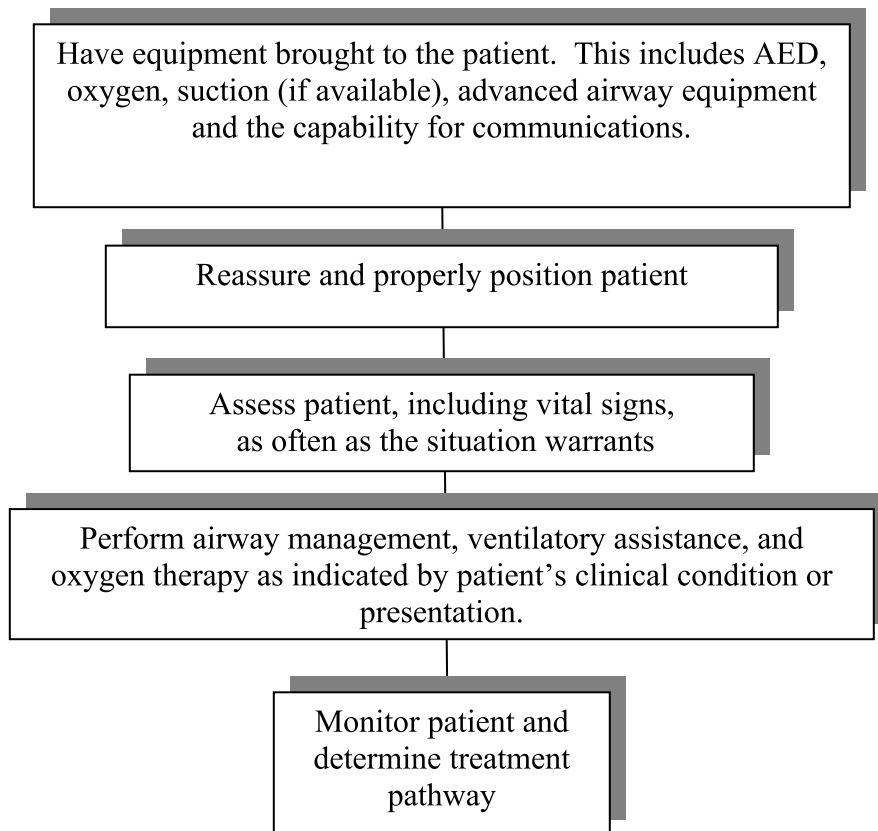 Have equipment brought to the patient.  This includes AED,
oxygen, suction (if available), advanced airway equipment
and the capability for communications.
Reassure and properly position patient
Assess patient, including vital signs,
as often as the situation warrants
Perform airway management, ventilatory assistance, and
oxygen therapy as indicated by patient’s clinical condition or
presentation.
Monitor patient and
determine treatment
pathway